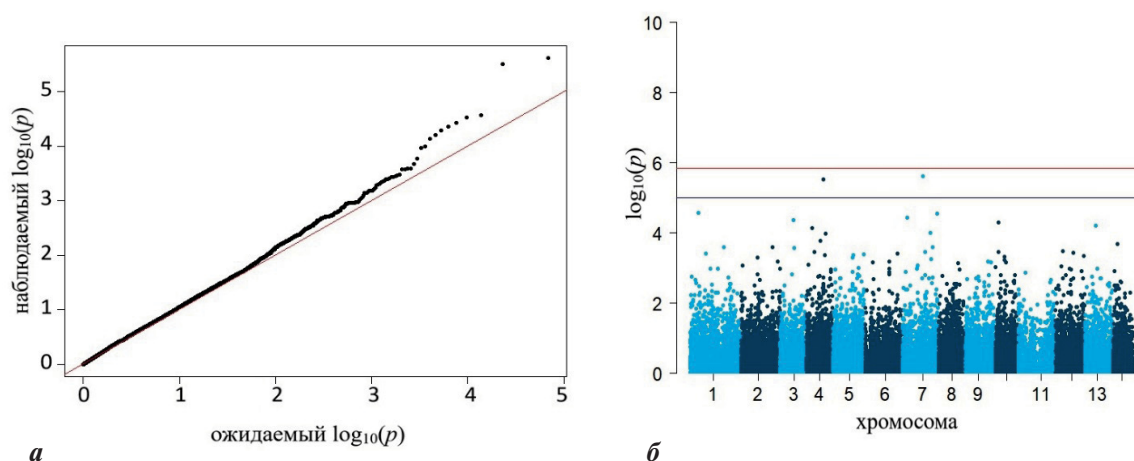 наблюдаемый log₁₀(p)
5
4
3
2
1
0
0 1 2 3 4 5
ожидаемый log₁₀(p)
а
log₁₀(p)
10
8
6
4
2
0
1 2 3 4 5 6 7 8 9 11 13
хромосома
б